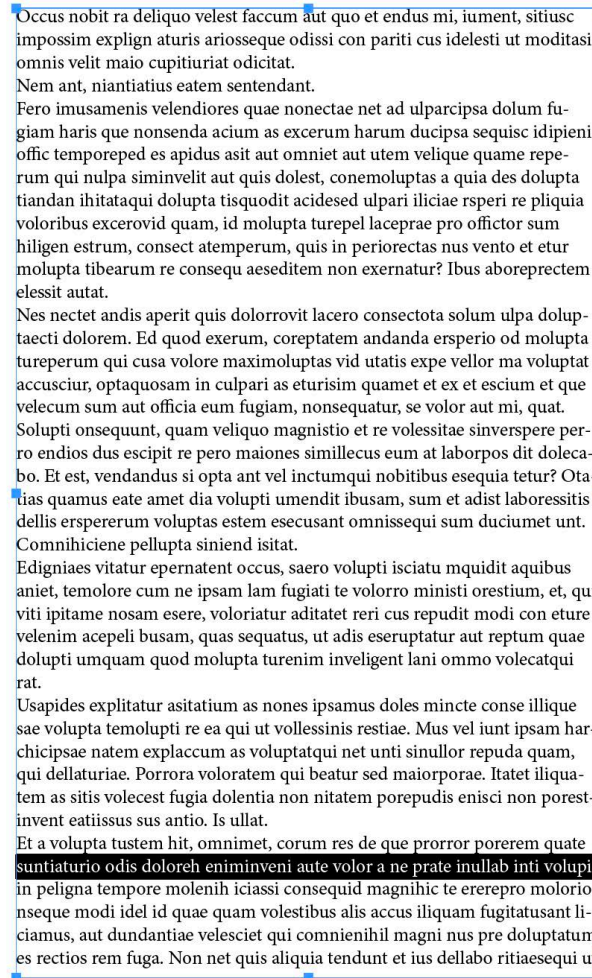 Occus nobit ra deliquo velest faccum aut quo et endus mi, iument, sitiusc
impossim explign aturis ariosseque odissi con pariti cus idelesti ut moditasi
omnis velit maio cupitiuriat odicitat.
Nem ant, niantiatius eatem sentendant.
Fero imusamenis velendiores quae nonectae net ad ulparcipsa dolum fu-
giam haris que nonsenda acium as excerum harum ducipsa sequisc idipieni
offic temporeped es apidus asit aut omniet aut utem velique quame repe-
rum qui nulpa siminvelit aut quis dolest, conemoluptas a quia des dolupta
tiandan ihitataqui dolupta tisquodit acidesed ulpari iliciae rsperi re pliquia
voloribus excerovid quam, id molupta turepel laceprae pro offictor sum
hiligen estrum, consect atemperum, quis in periorectas nus vento et etur
molupta tibearum re consequ aeseditem non exernatur? Ibus aboreprectem
elessit autat.
Nes nectet andis aperit quis dolorrovit lacero consectota solum ulpa dolup-
taecti dolorem. Ed quod exerum, coreptatem andanda ersperio od molupta
tureperum qui cusa volore maximoluptas vid utatis expe vellor ma voluptat
accusciur, optaquosam in culpari as eturisim quamet et ex et escium et que
velecum sum aut officia eum fugiam, nonsequatur, se volor aut mi, quat.
Solupti onsequunt, quam veliquo magnistio et re volessitae sinverspere per-
ro endios dus escipit re pero maiones simillecus eum at laborpos dit doleca-
bo. Et est, vendandus si opta ant vel inctumqui nobitibus esequia tetur? Ota-
tias quamus eate amet dia volupti umendit ibusam, sum et adist laboressitis
dellis erspererum voluptas estem esecusant omnissequi sum duciumet unt.
Comnihiciene pellupta siniend isitat.
Edigniaes vitatur epernatent occus, saero volupti isciatu mquidit aquibus
aniet, temolore cum ne ipsam lam fugiati te volorro ministi orestium, et, qu
viti ipitame nosam esere, voloriatur aditatet reri cus repudit modi con eture
velenim acepeli busam, quas sequatus, ut adis eseruptatur aut reptum quae
dolupti umquam quod molupta turenim inveligent lani ommo volecatqui
rat.
Usapides explitatur asitatium as nones ipsamus doles mincte conse illique
sae volupta temolupti re ea qui ut vollessinis restiae. Mus vel iunt ipsam har-
chicipsae natem explaccum as voluptatqui net unti sinullor repuda quam,
qui dellaturiae. Porrora voloratem qui beatur sed maiorporae. Itatet iliqua-
tem as sitis volecest fugia dolentia non nitatem porepudis enisci non porest-
invent eatiissus sus antio. Is ullat.
Et a volupta tustem hit, omnimet, corum res de que prorror porerem quate
suntiaturio odis doloreh eniminveni aute volor a ne prate inullab inti volupi
in peligna tempore molenih iciassi consequid magnihic te ererepro molorio
nseque modi idel id quae quam volestibus alis accus iliquam fugitatusant li-
ciamus, aut dundantiae velesciet qui comnienihil magni nus pre doluptatum
es rectios rem fuga. Non net quis aliquia tendunt et ius dellabo ritiaesequi u